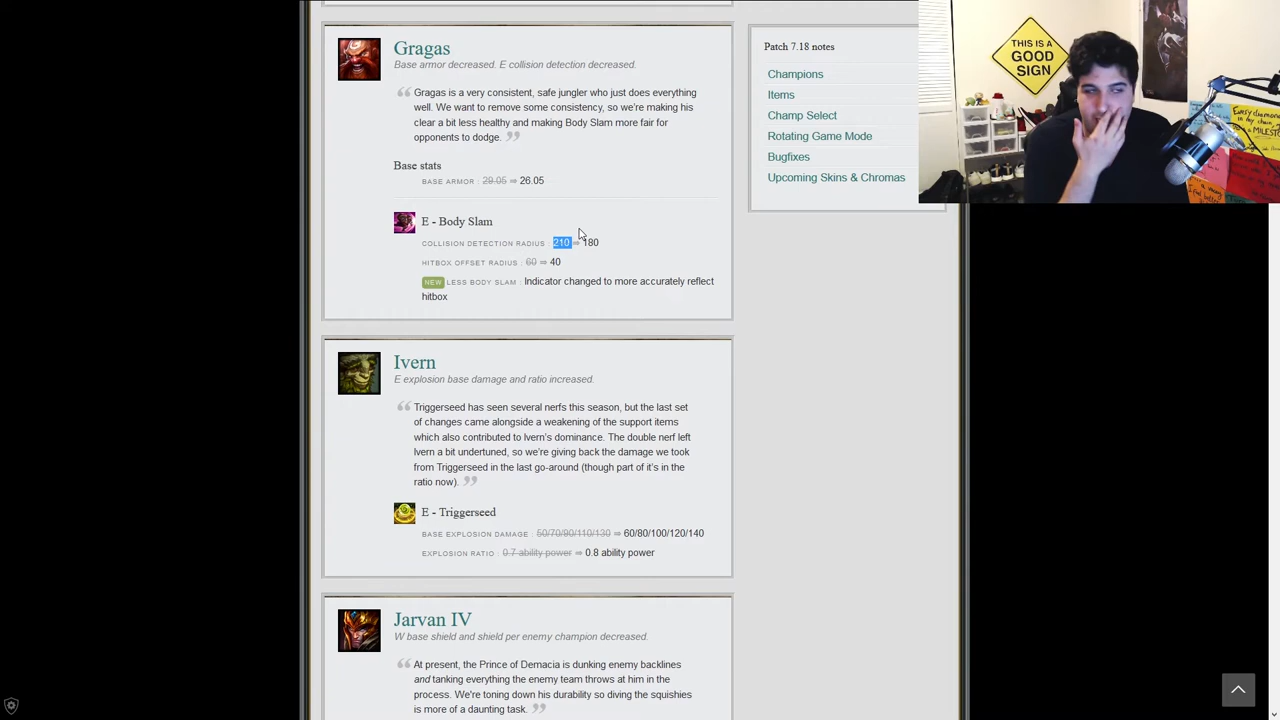 Gragas
Base armor decreased. E collision detection decreased.
Gragas is a very consistent, safe jungler who just does everything
well. We want to remove some consistency, so we're making his
clear a bit less healthy and making Body Slam more fair for
opponents to dodge.
Base stats
BASE ARMOR : 29.05 ⇒ 26.05
E - Body Slam
COLLISION DETECTION RADIUS : 210 ⇒ 180
HITBOX OFFSET RADIUS : 60 ⇒ 40
NEW LESS BODY SLAM : Indicator changed to more accurately reflect
hitbox
Ivern
E explosion base damage and ratio increased.
Triggerseed has seen several nerfs this season, but the last set
of changes came alongside a weakening of the support items
which also contributed to Ivern's dominance. The double nerf left
Ivern a bit undertuned, so we're giving back the damage we took
from Triggerseed in the last go-around (though part of it's in the
ratio now).
E - Triggerseed
BASE EXPLOSION DAMAGE : 50/70/90/110/130 ⇒ 60/80/100/120/140
EXPLOSION RATIO : 0.7 ability power ⇒ 0.8 ability power
Jarvan IV
W base shield and shield per enemy champion decreased.
At present, the Prince of Demacia is dunking enemy backlines
and tanking everything the enemy team throws at him in the
process. We're toning down his durability so diving the squishies
is more of a daunting task.
Patch 7.18 notes
Champions
Items
Champ Select
Rotating Game Mode
Bugfixes
Upcoming Skins & Chromas
THIS IS A
GOOD
SIGN